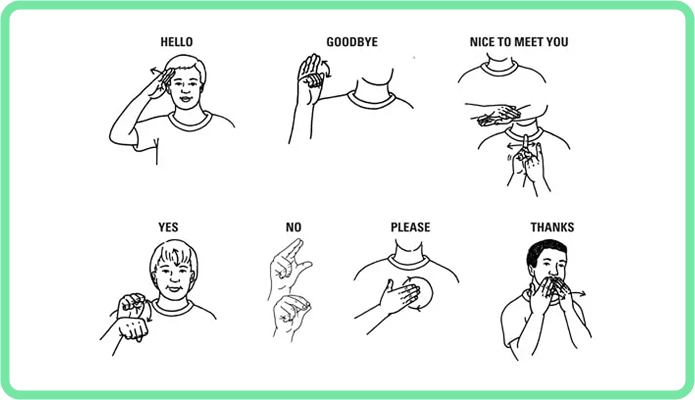 HELLO
GOODBYE
NICE TO MEET YOU
YES
NO
PLEASE
THANKS